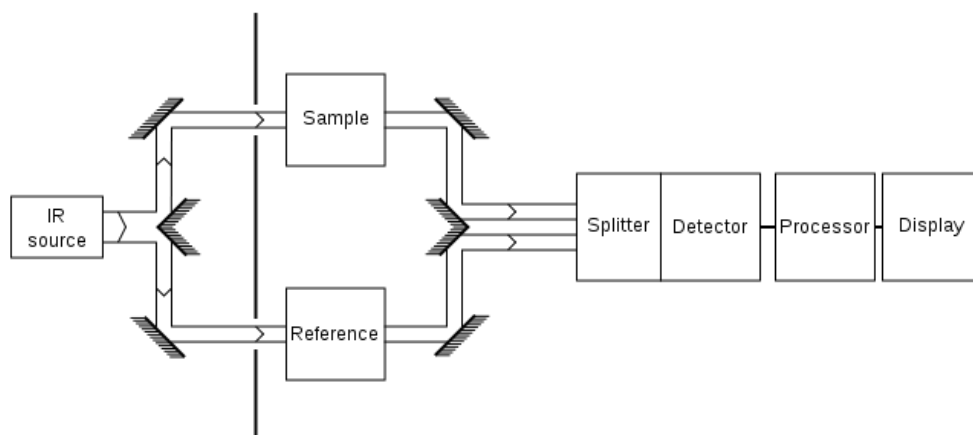 Sample
IR
source
Splitter
Detector
Processor
Display
Reference